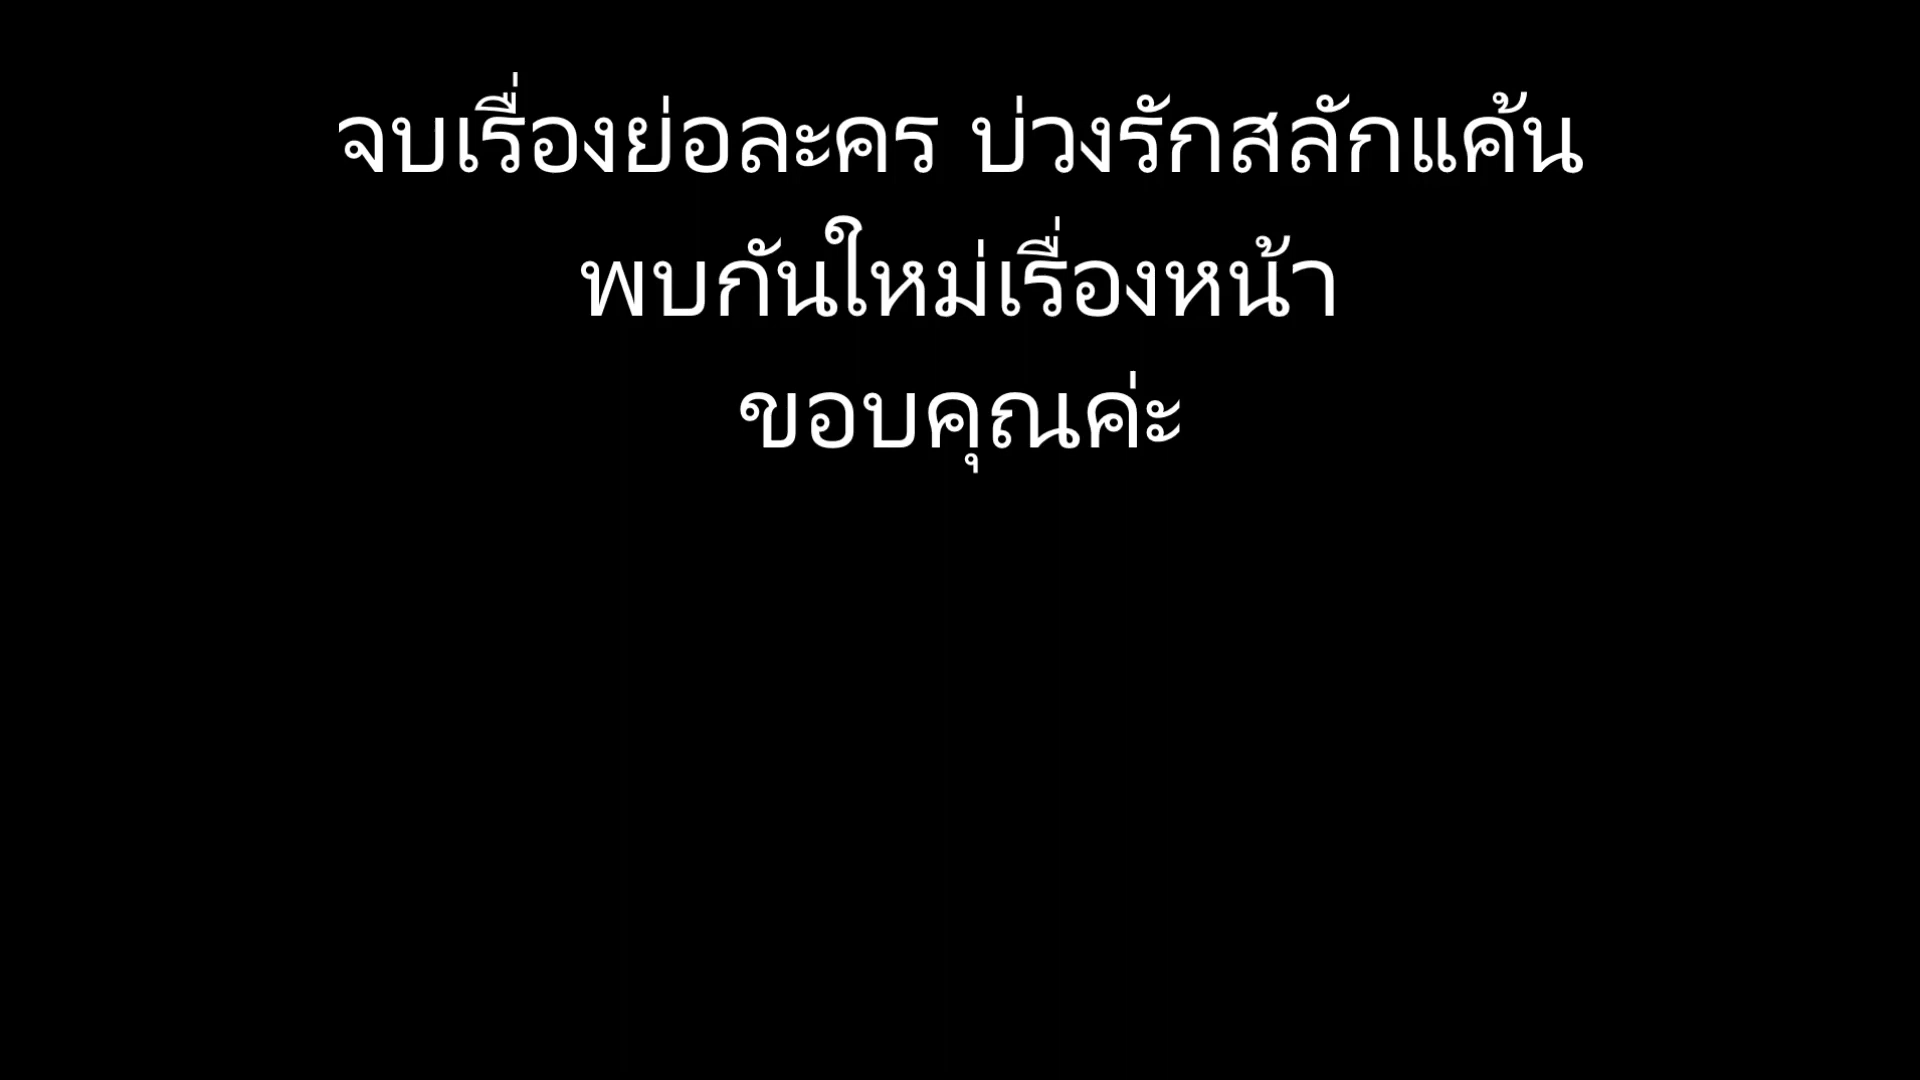 จบเรื่องย่อละคร บ่วงรักสลักแค้น
พบกันใหม่เรื่องหน้า
ขอบคุณค่ะ